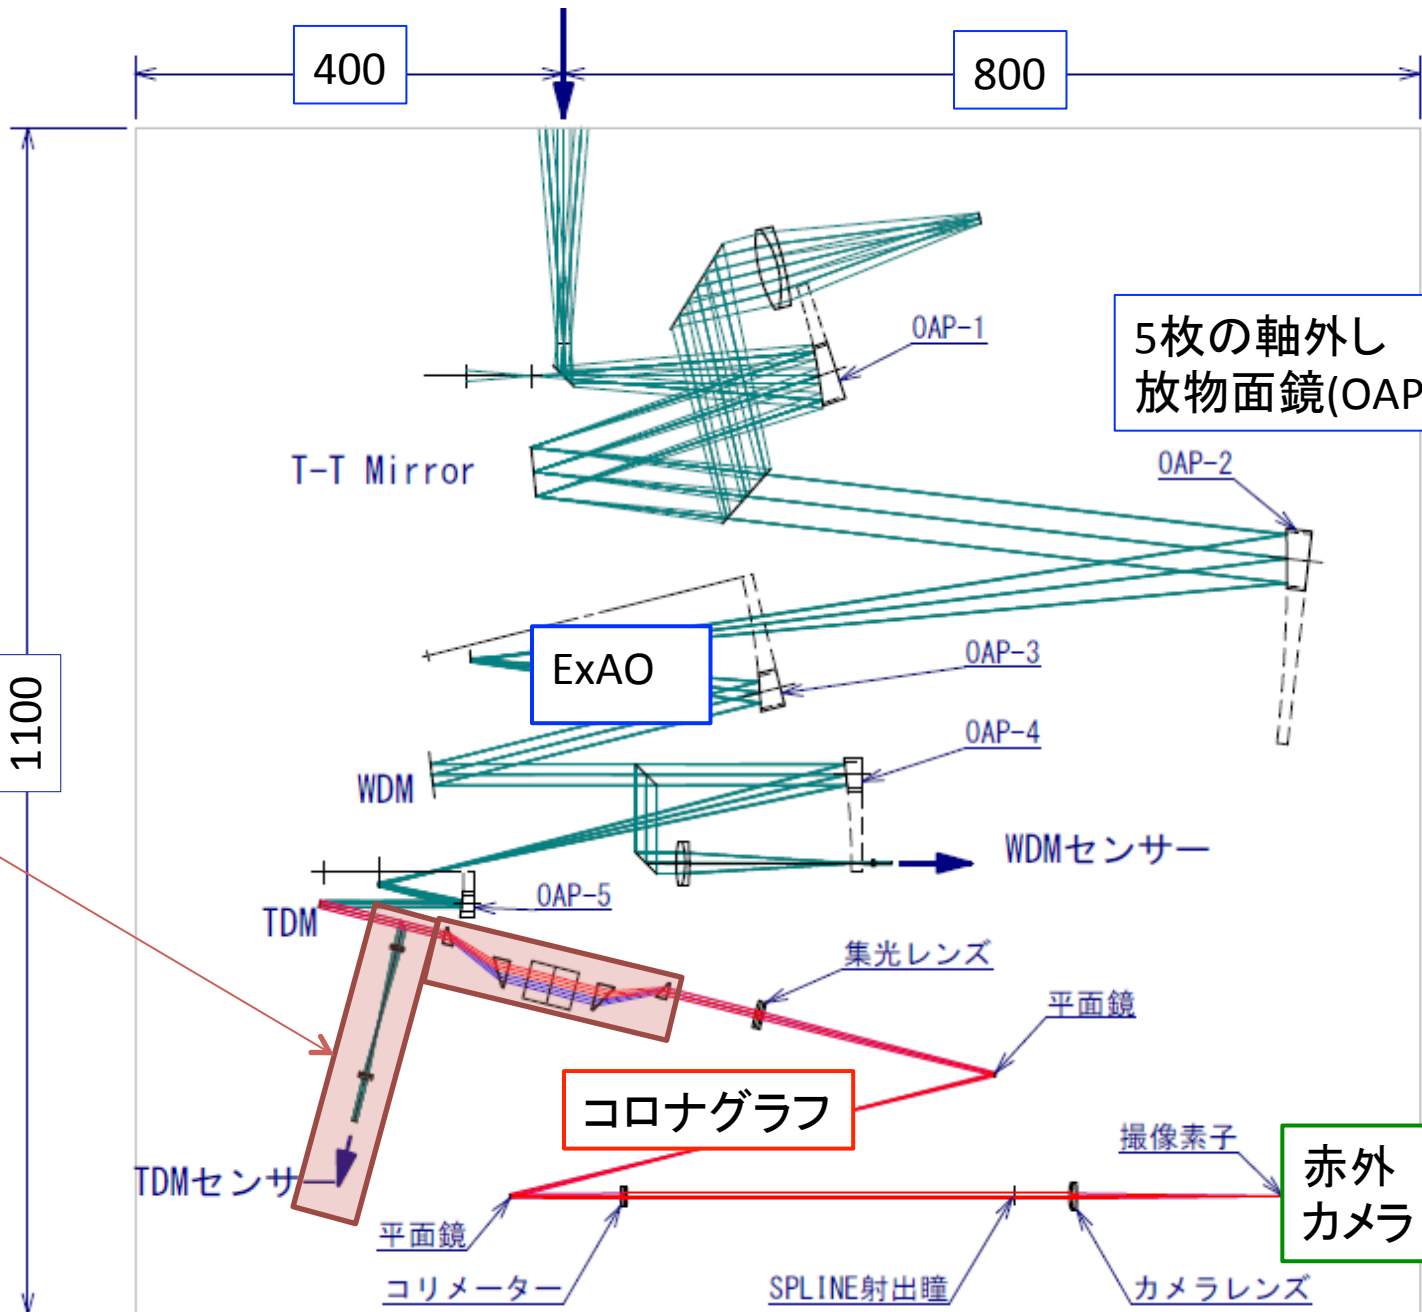 400
800
OAP-1
5枚の軸外し
放物面鏡(OAP
T-T Mirror
OAP-2
ExAO
OAP-3
1100
OAP-4
WDM
WDMセンサー
OAP-5
TDM
集光レンズ
平面鏡
コロナグラフ
撮像素子
TDMセンサ
赤外
カメラ
平面鏡
コリメーター
SPLINE射出瞳
カメラレンズ